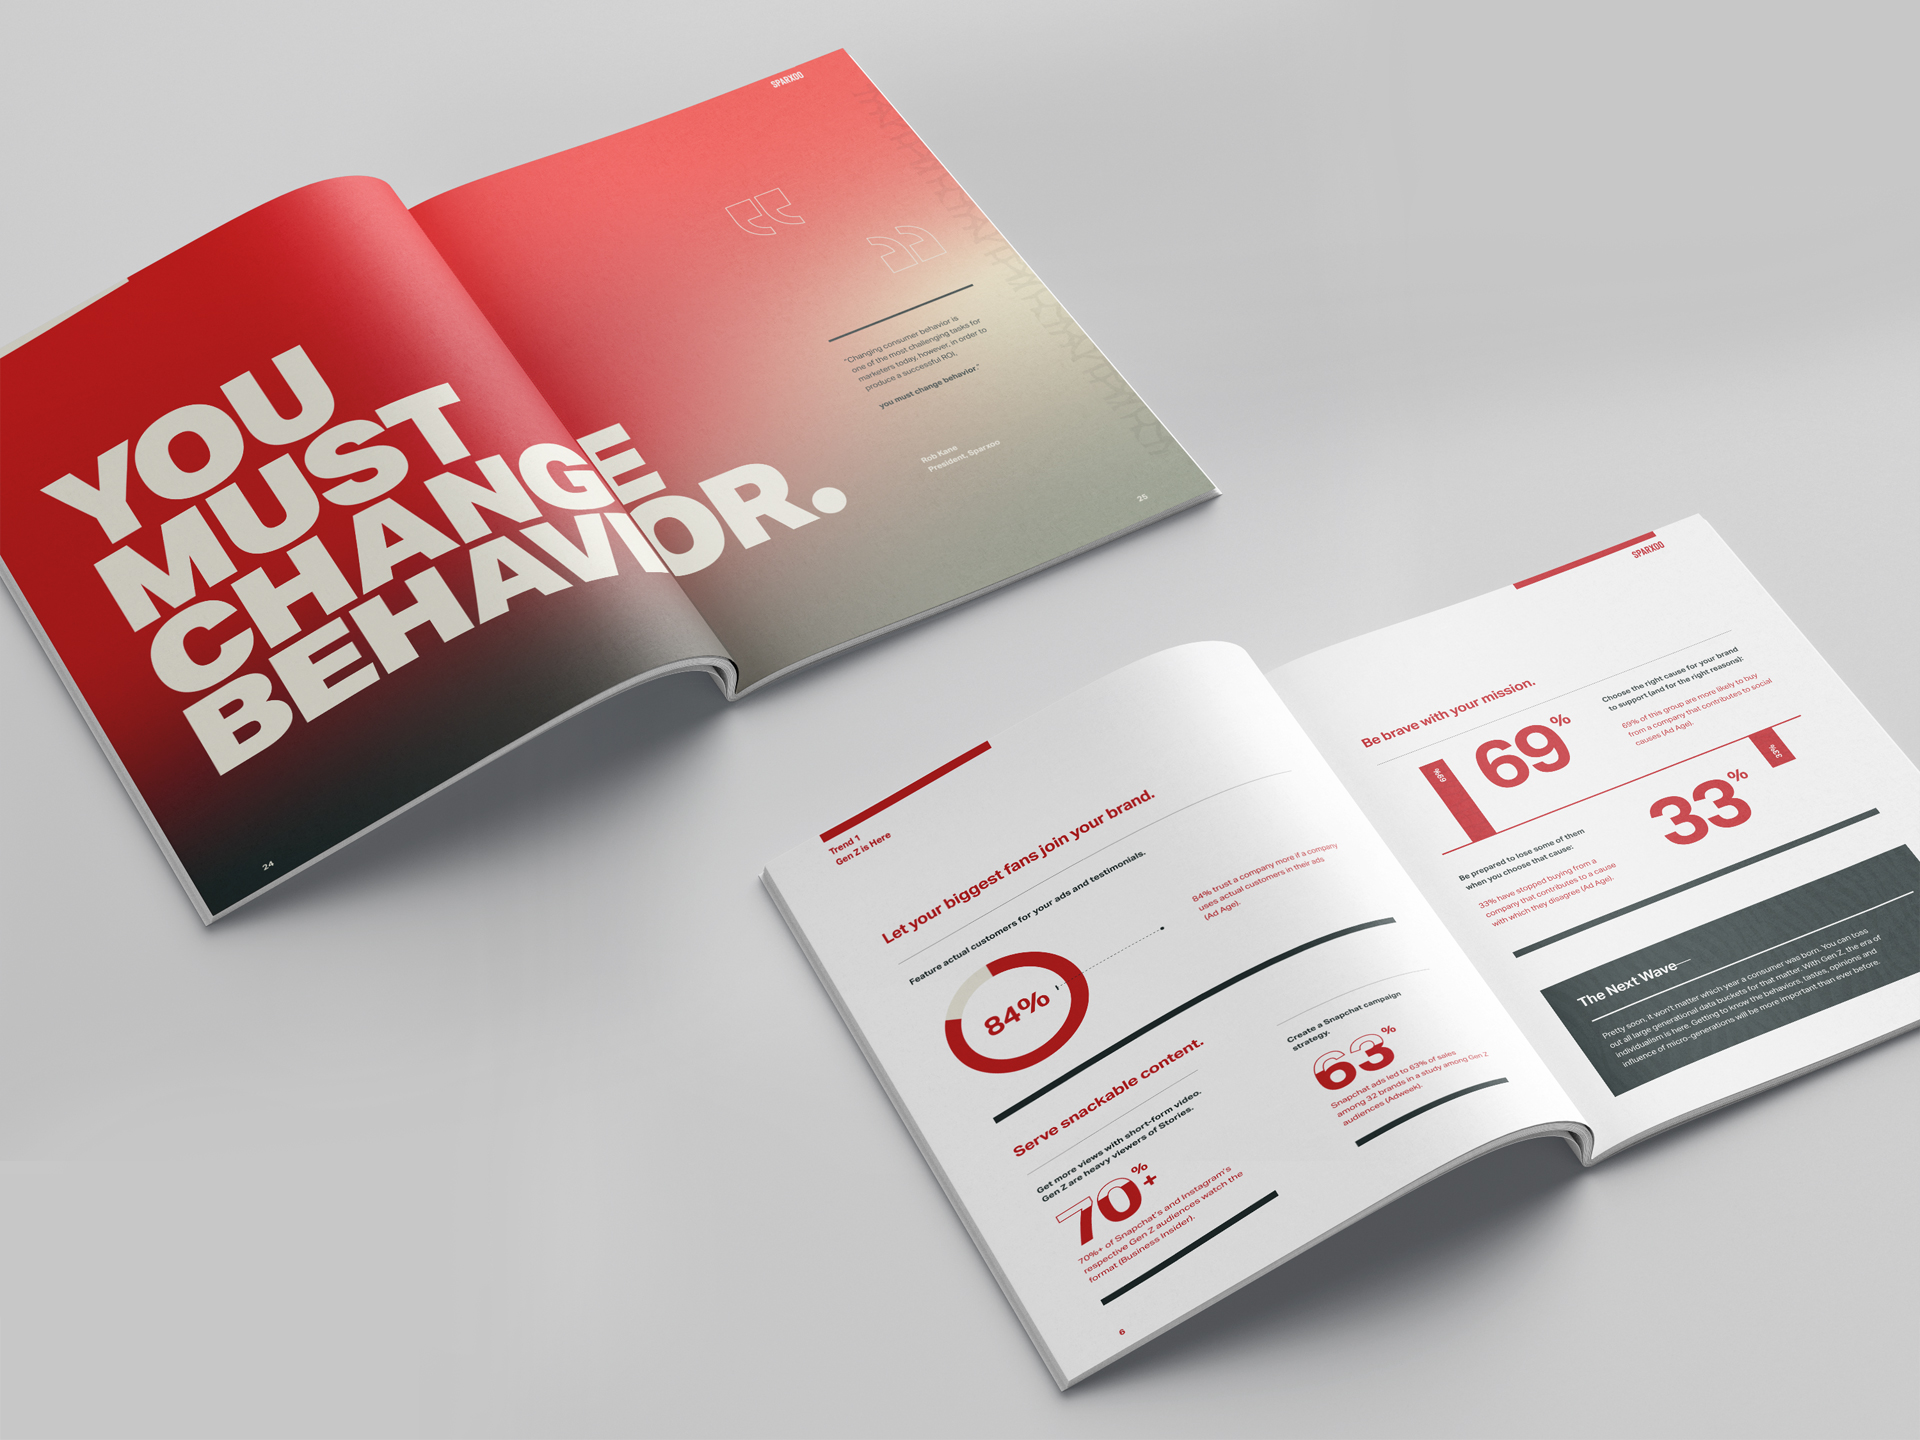 SPARXOO
YOU
MUST
CHANGE
BEHAVIOR.
"Changing consumer behavior is
one of the most challenging tasks for
marketers today, however, in order to
produce a successful ROI,
you must change behavior"
Rob Kane
President, Sparxoo
24
25
Trend 1
Gen Z is Here
Let your biggest fans join your brand.
Feature actual customers for your ads and testimonials.
84%
84% trust a company more if a company
uses actual customers in their ads
(Ad Age).
Serve snackable content.
Get more views with short-form video.
Gen Z are heavy viewers of Stories.
70%+
70%+ of Snapchat's and Instagram's
respective Gen Z audiences watch the
format (Business Insider).
Create a Snapchat campaign
strategy.
63%
Snapchat ads led to 63% of sales
among 32 brands in a study among Gen Z
audiences (Adweek).
6
SPARXOO
Be brave with your mission.
69%
69%
Choose the right cause for your brand
to support (and for the right reasons):
69% of this group are more likely to buy
from a company that contributes to social
causes (Ad Age).
33%
33%
Be prepared to lose some of them
when you choose that cause:
33% have stopped buying from a
company that contributes to a cause
with which they disagree (Ad Age).
The Next Wave
Pretty soon, it won't matter which year a consumer was born. You can toss
out all large generational data buckets for that matter. With Gen Z, the era of
individualism is here. Getting to know the behaviors, tastes, opinions and
influence of micro-generations will be more important than ever before.